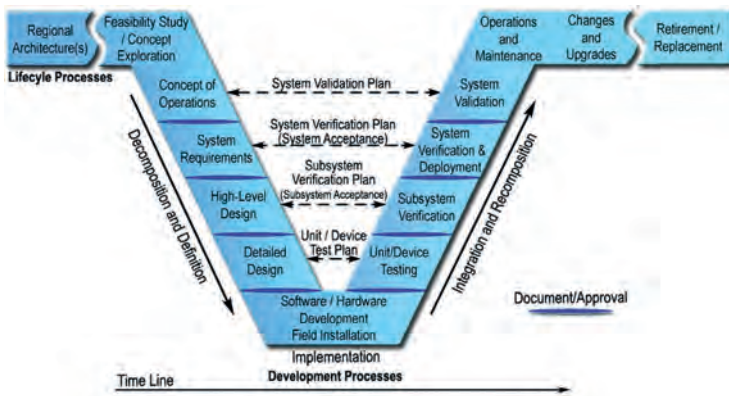 Regional
Architecture(s)
Feasibility Study
/ Concept
Exploration
Operations
and
Maintenance
Changes
and
Upgrades
Retirement /
Replacement
Lifecyle Processes
Concept of
Operations
System Validation Plan
System
Validation
System
Requirements
System Verification Plan
(System Acceptance)
System
Verification &
Deployment
High-Level
Design
Subsystem
Verification Plan
(Subsystem Acceptance)
Subsystem
Verification
Detailed
Design
Unit / Device
Test Plan
Unit/Device
Testing
Decomposition and Definition
Integration and Recomposition
Software / Hardware
Development
Field Installation
Document/Approval
Implementation
Time Line
Development Processes